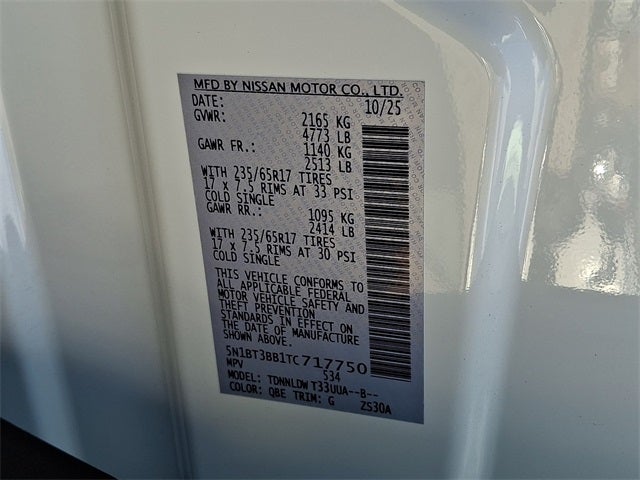 MFD BY NISSAN MOTOR CO., LTD.
DATE: 10/25
GVWR: 2165 KG
4773 LB
GAWR FR.: 1140 KG
2513 LB
WITH 235/65R17 TIRES
17 x 7.5 RIMS AT 33 PSI
COLD SINGLE
GAWR RR.: 1095 KG
2414 LB
WITH 235/65R17 TIRES
17 x 7.5 RIMS AT 30 PSI
COLD SINGLE
THIS VEHICLE CONFORMS TO
ALL APPLICABLE FEDERAL
MOTOR VEHICLE SAFETY AND
THEFT PREVENTION
STANDARDS IN EFFECT ON
THE DATE OF MANUFACTURE
SHOWN ABOVE.
5N1BT3BB1TC717750
MPV S34
MODEL: TDNNLDW T33UUA--B--
COLOR: QBE TRIM: G ZS30A